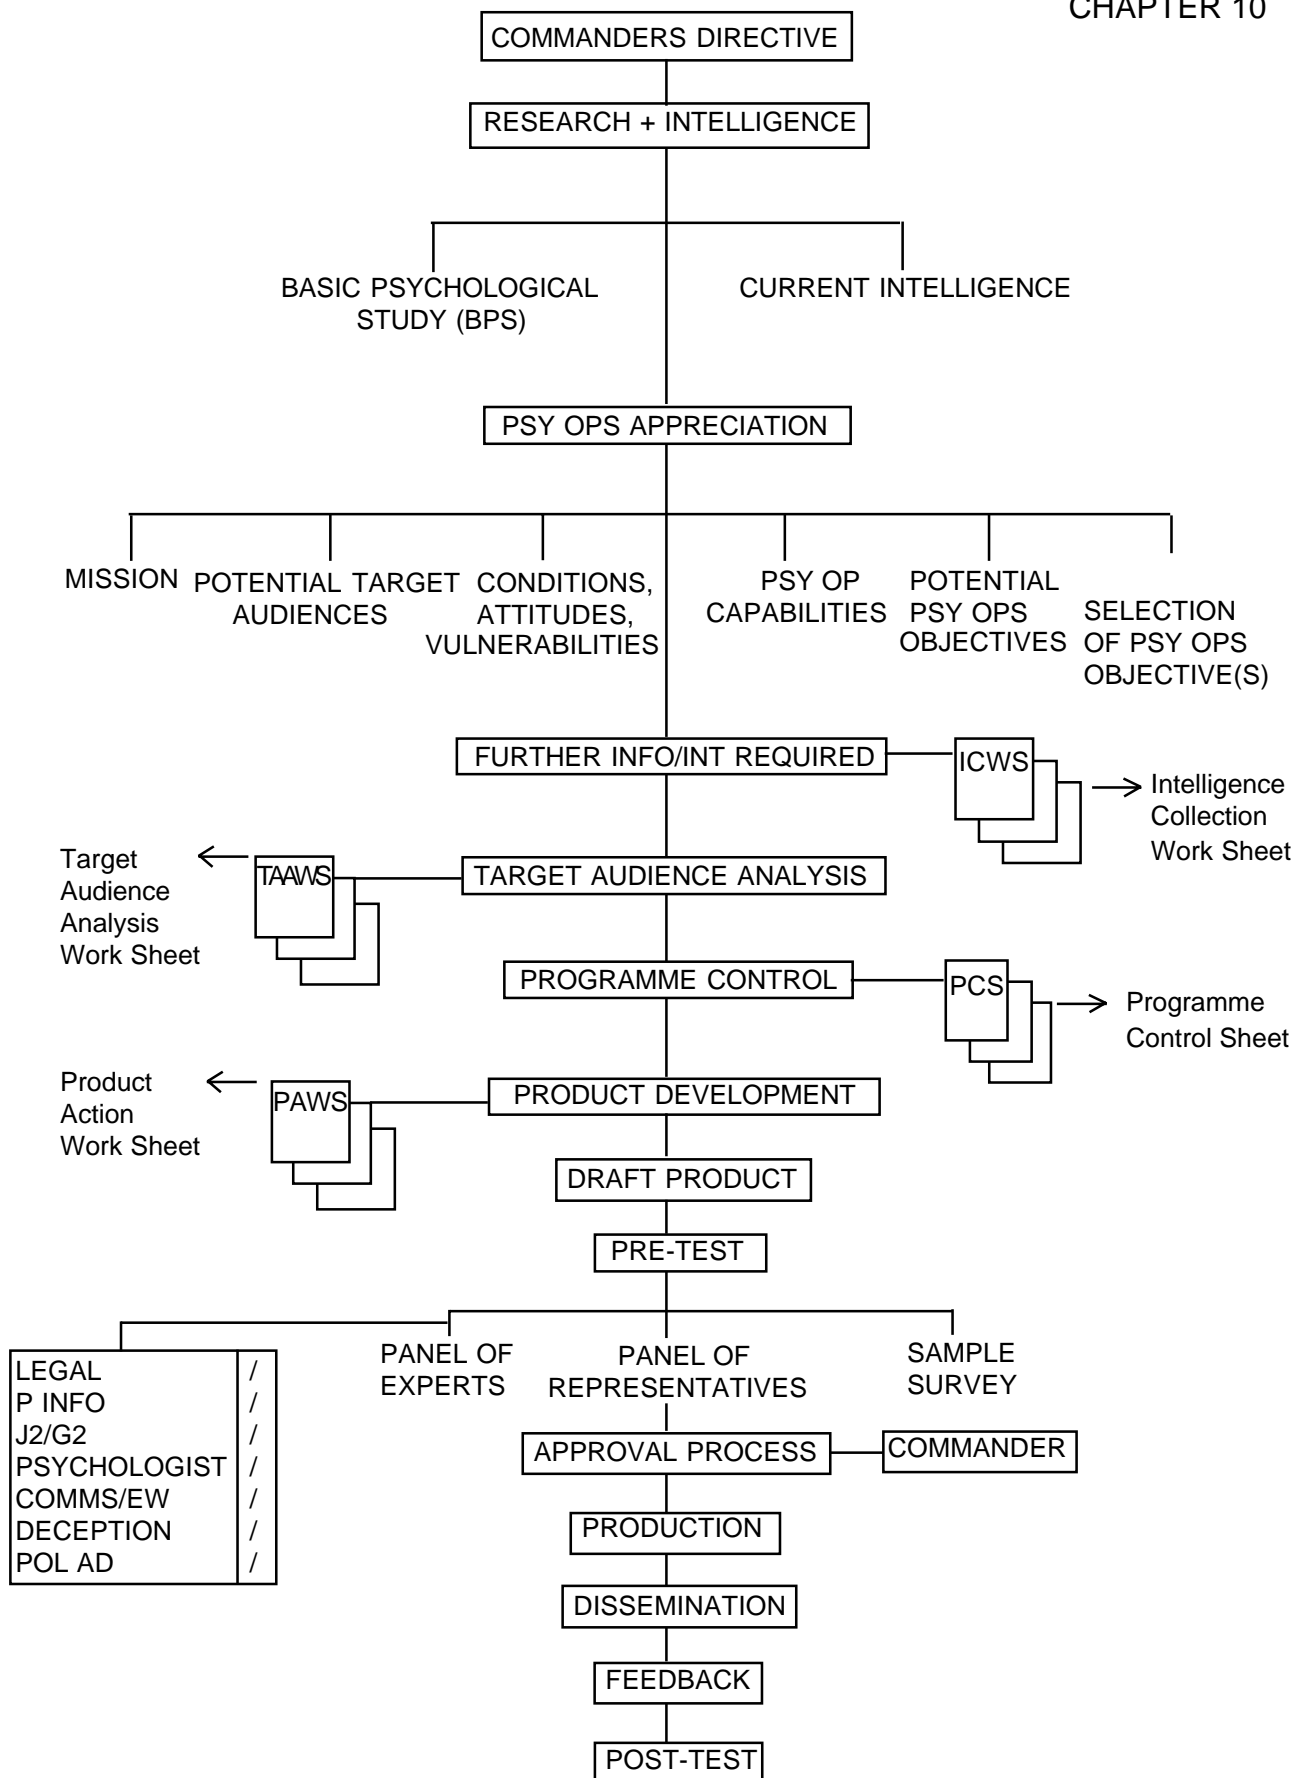 CHAPTER 10
COMMANDERS DIRECTIVE
RESEARCH + INTELLIGENCE
BASIC PSYCHOLOGICAL
STUDY (BPS)
CURRENT INTELLIGENCE
PSY OPS APPRECIATION
MISSION
POTENTIAL TARGET
AUDIENCES
CONDITIONS,
ATTITUDES,
VULNERABILITIES
PSY OP
CAPABILITIES
POTENTIAL
PSY OPS
OBJECTIVES
SELECTION
OF PSY OPS
OBJECTIVE(S)
FURTHER INFO/INT REQUIRED
ICWS
Intelligence
Collection
Work Sheet
Target
Audience
Analysis
Work Sheet
TAAWS
TARGET AUDIENCE ANALYSIS
PROGRAMME CONTROL
PCS
Programme
Control Sheet
Product
Action
Work Sheet
PAWS
PRODUCT DEVELOPMENT
DRAFT PRODUCT
PRE-TEST
LEGAL /
P INFO /
J2/G2 /
PSYCHOLOGIST /
COMMS/EW /
DECEPTION /
POL AD /
PANEL OF
EXPERTS
PANEL OF
REPRESENTATIVES
SAMPLE
SURVEY
APPROVAL PROCESS
COMMANDER
PRODUCTION
DISSEMINATION
FEEDBACK
POST-TEST